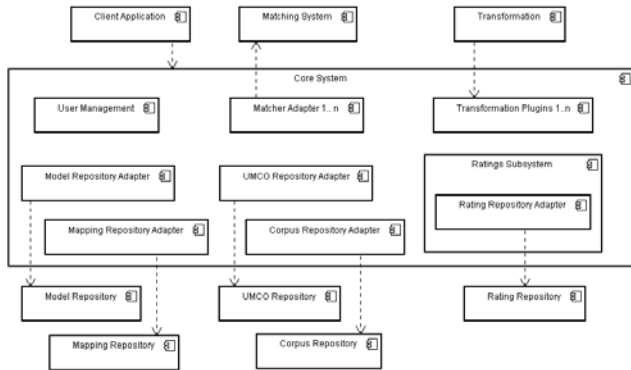 Client Application
Matching System
Transformation
Core System
User Management
Matcher Adapter 1.. n
Transformation Plugins 1..n
Ratings Subsystem
Model Repository Adapter
UMCO Repository Adapter
Rating Repository Adapter
Mapping Repository Adapter
Corpus Repository Adapter
Model Repository
UMCO Repository
Rating Repository
Mapping Repository
Corpus Repository